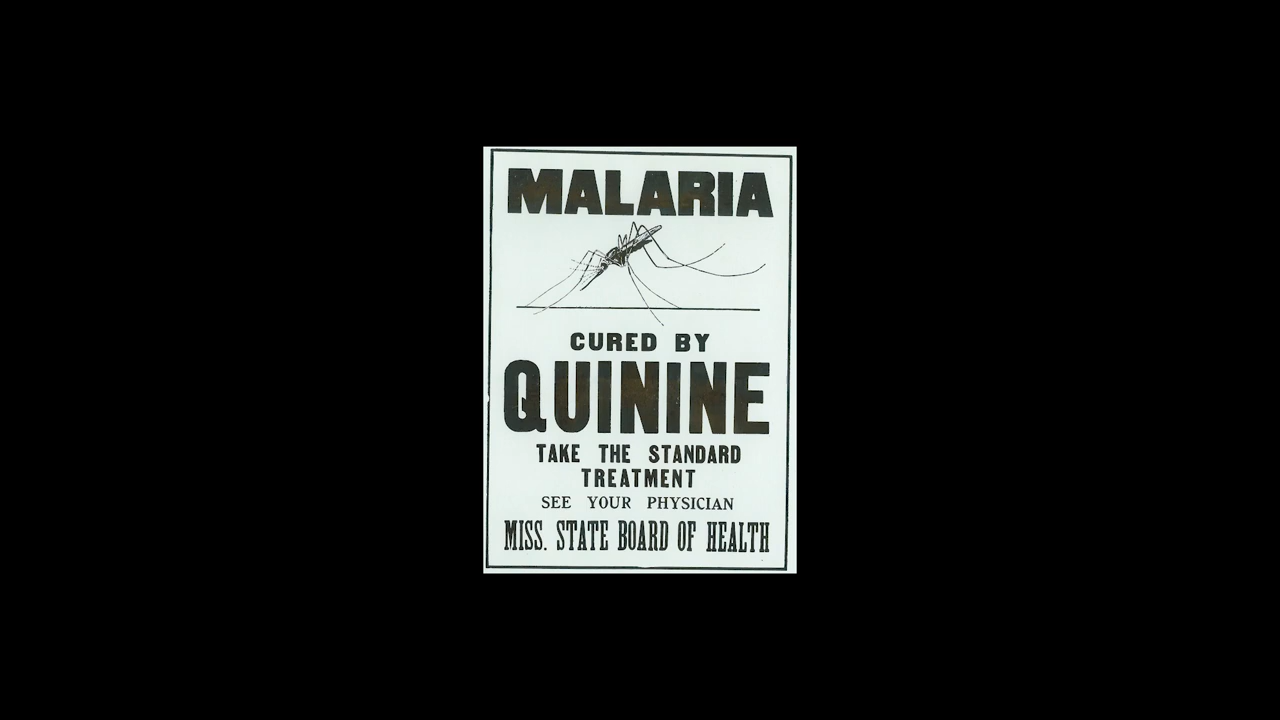 MALARIA
CURED BY
QUININE
TAKE THE STANDARD
TREATMENT
SEE YOUR PHYSICIAN
MISS. STATE BOARD OF HEALTH